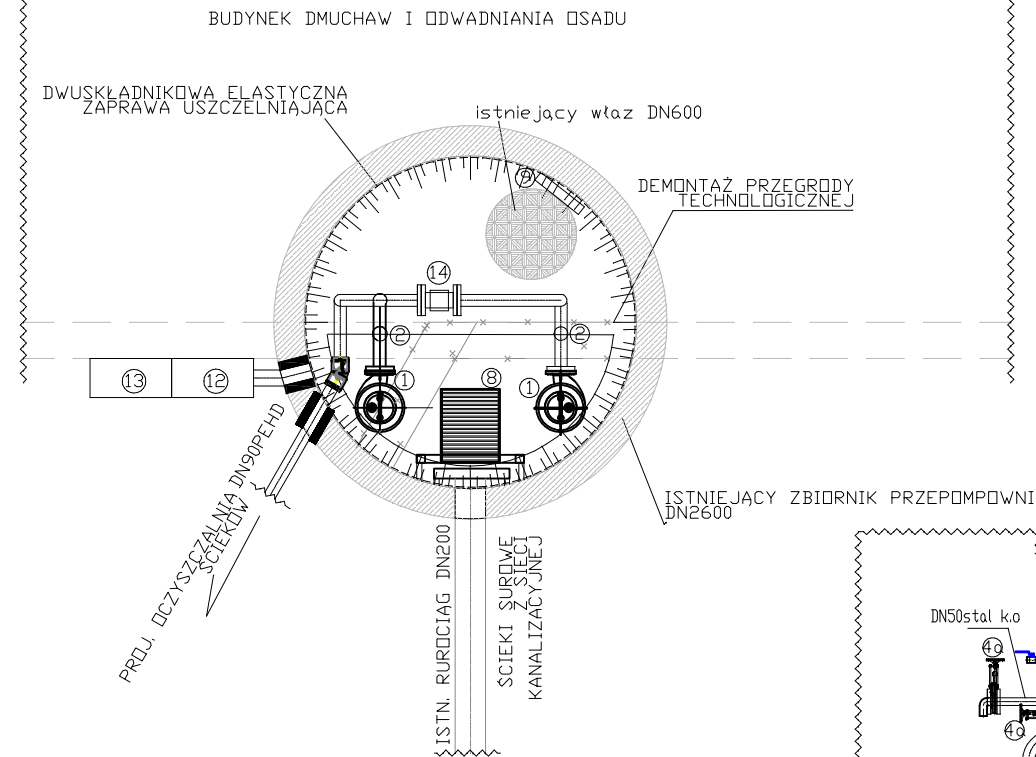 BUDYNEK DMUCHAW I ODWADNIANIA OSADU
DWUSKŁADNIKOWA ELASTYCZNA
ZAPRAWA USZCZELNIAJĄCA
istniejący właz DN600
9
DEMONTAŻ PRZEGRODY
TECHNOLOGICZNEJ
14
2
2
13
12
1
8
1
PROJ. OCZYSZCZALNIA DN90PEHD
ŚCIEKÓW
ISTNIEJĄCY ZBIORNIK PRZEPOMPOWNI
DN2600
ISTN. RUROCIĄG DN200
ŚCIEKI SUROWE
Z SIECI
KANALIZACYJNEJ
DN50stal k.o
4a
4a